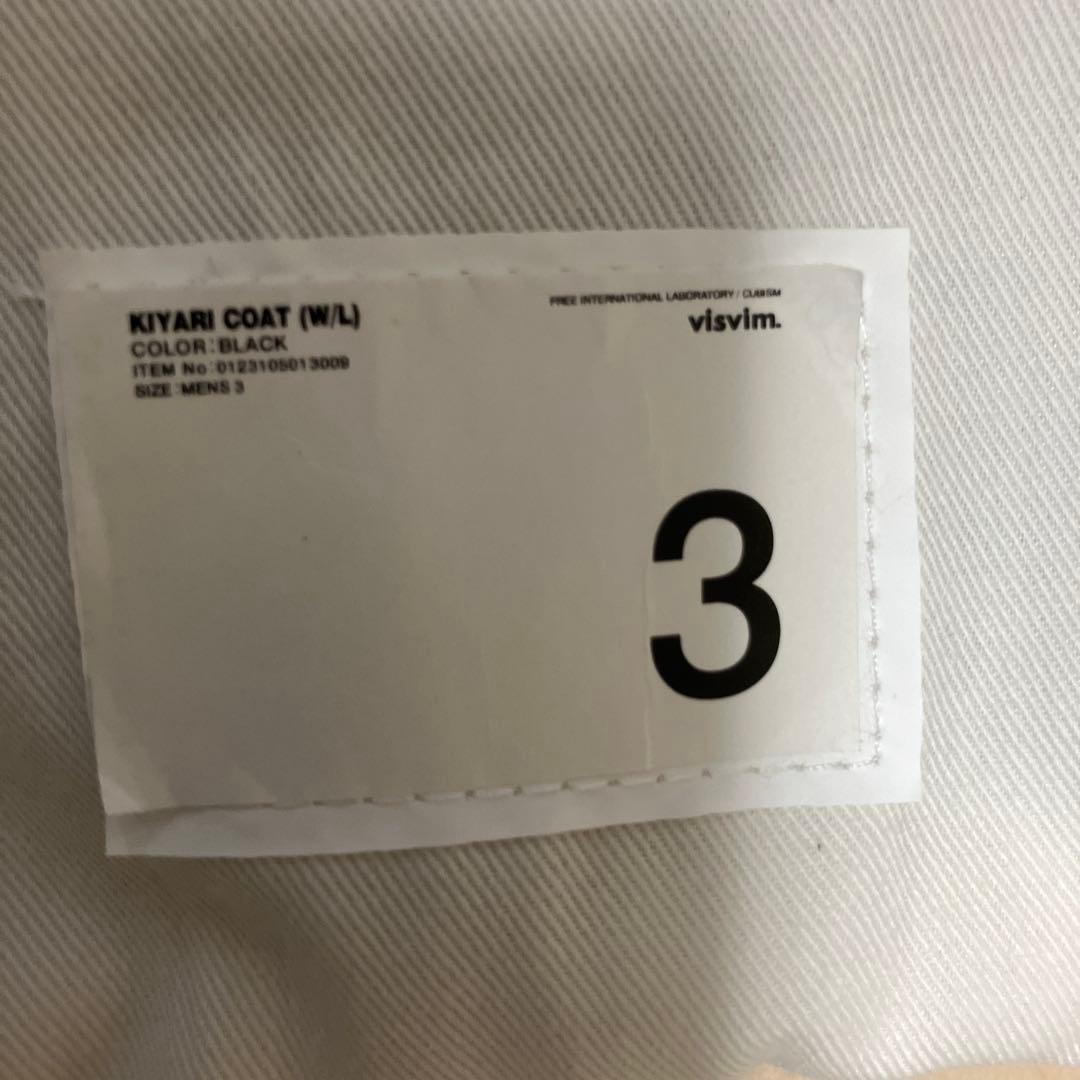 KIYARI COAT (W/L)
COLOR:BLACK
ITEM No:0123105013009
SIZE:MENS 3
FREE INTERNATIONAL LABORATORY / CUBISM
visvim.
3